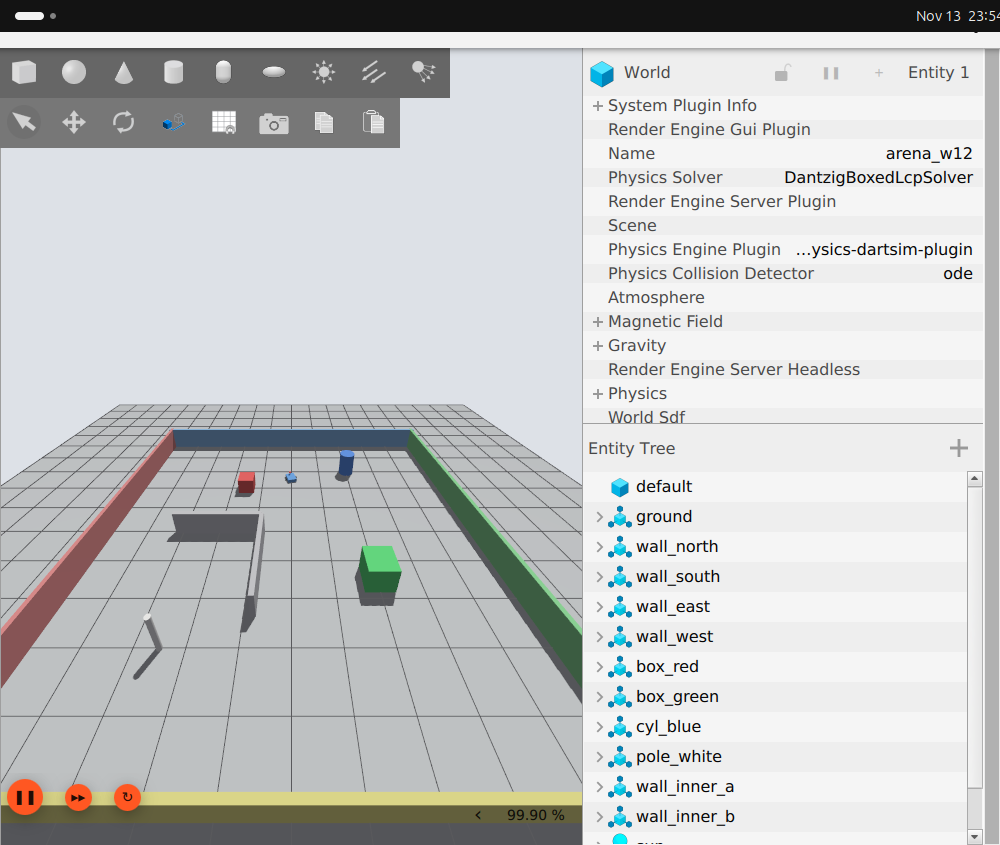 Nov 13 23:54
World
Entity 1
System Plugin Info
Render Engine Gui Plugin
Name arena_w12
Physics Solver DantzigBoxedLcpSolver
Render Engine Server Plugin
Scene
Physics Engine Plugin ...ysics-dartsim-plugin
Physics Collision Detector ode
Atmosphere
Magnetic Field
Gravity
Render Engine Server Headless
Physics
World Sdf
Entity Tree
default
ground
wall_north
wall_south
wall_east
wall_west
box_red
box_green
cyl_blue
pole_white
wall_inner_a
wall_inner_b
99.90 %